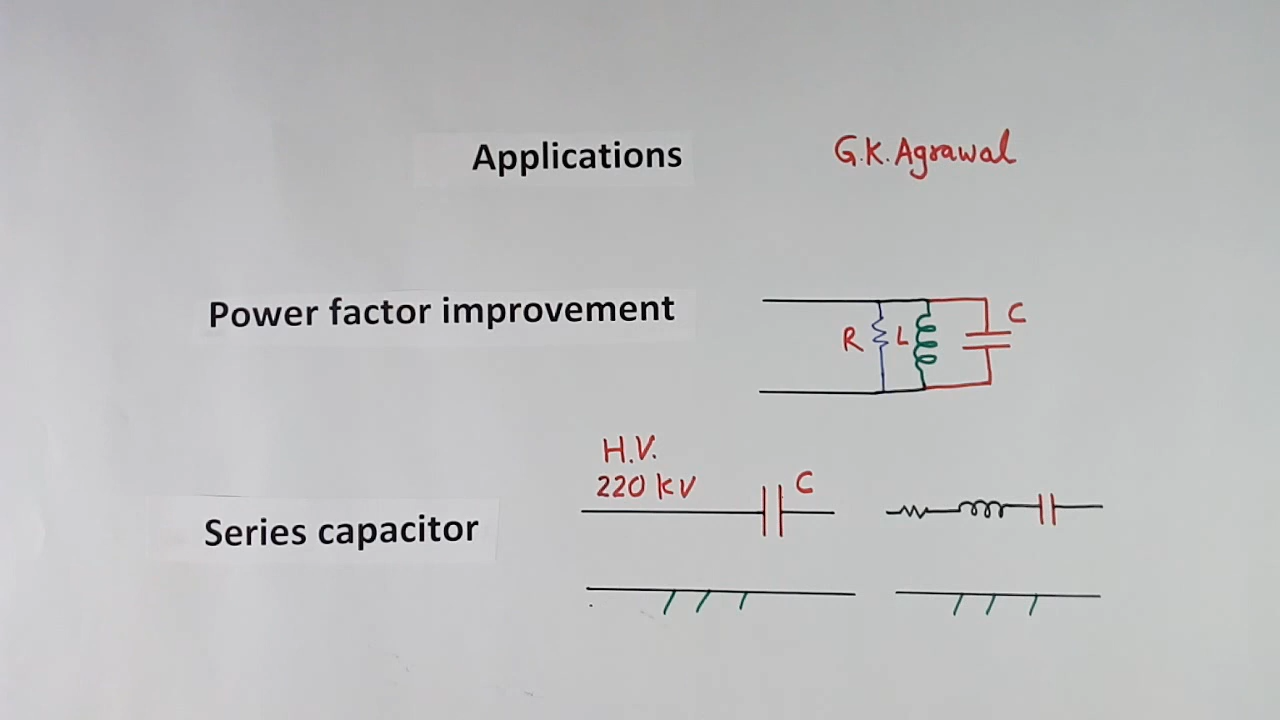 Applications
G.K. Agrawal
Power factor improvement
R L C
H.V.
220 KV
C
Series capacitor